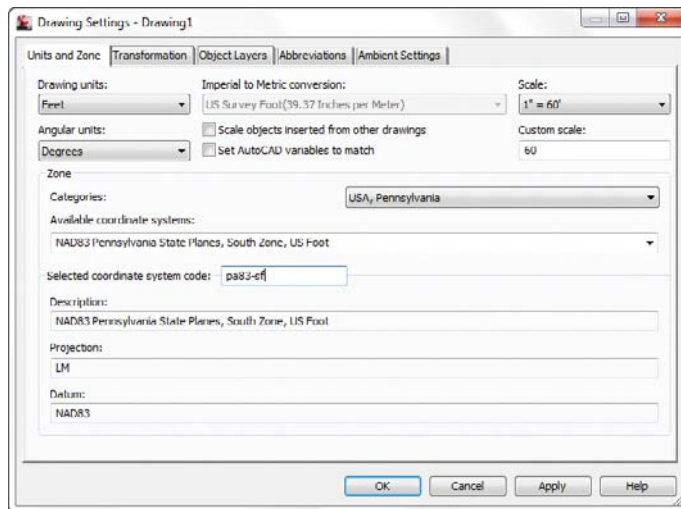 Drawing Settings - Drawing1
Units and Zone Transformation Object Layers Abbreviations Ambient Settings
Drawing units: Imperial to Metric conversion: Scale:
Feet US Survey Foot(39.37 Inches per Meter) 1" = 60'
Angular units: Scale objects inserted from other drawings Custom scale:
Degrees Set AutoCAD variables to match 60
Zone
Categories: USA, Pennsylvania
Available coordinate systems:
NAD83 Pennsylvania State Planes, South Zone, US Foot
Selected coordinate system code: pa83-sf
Description:
NAD83 Pennsylvania State Planes, South Zone, US Foot
Projection:
LM
Datum:
NAD83
OK Cancel Apply Help